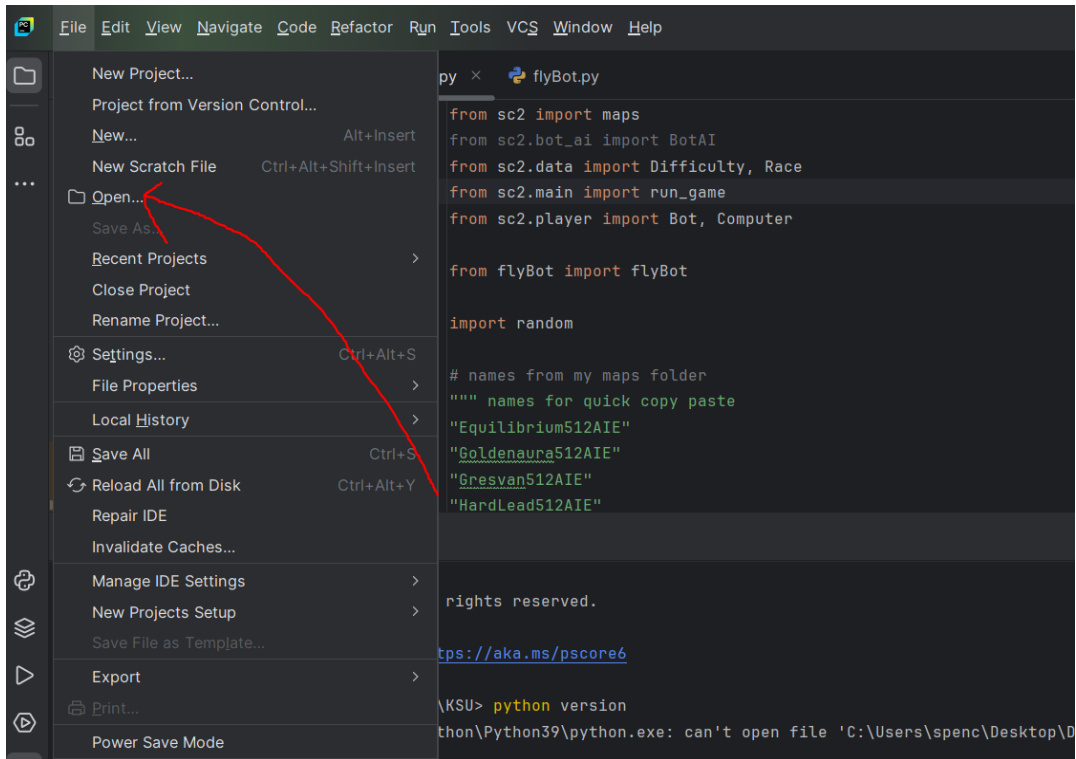 PC
File Edit View Navigate Code Refactor Run Tools VCS Window Help
New Project...
Project from Version Control...
New... Alt+Insert
New Scratch File Ctrl+Alt+Shift+Insert
Open...
Save As...
Recent Projects
Close Project
Rename Project...
Settings... Ctrl+Alt+S
File Properties
Local History
Save All Ctrl+S
Reload All from Disk Ctrl+Alt+Y
Repair IDE
Invalidate Caches...
Manage IDE Settings
New Projects Setup
Save File as Template...
Export
Print...
Power Save Mode
py × flyBot.py
from sc2 import maps
from sc2.bot_ai import BotAI
from sc2.data import Difficulty, Race
from sc2.main import run_game
from sc2.player import Bot, Computer
from flyBot import flyBot
import random
# names from my maps folder
""" names for quick copy paste
"Equilibrium512AIE"
"Goldenaura512AIE"
"Gresvan512AIE"
"HardLead512AIE"
rights reserved.
tps://aka.ms/pscore6
\KSU> python version
thon\Python39\python.exe: can't open file 'C:\Users\spenc\Desktop\D